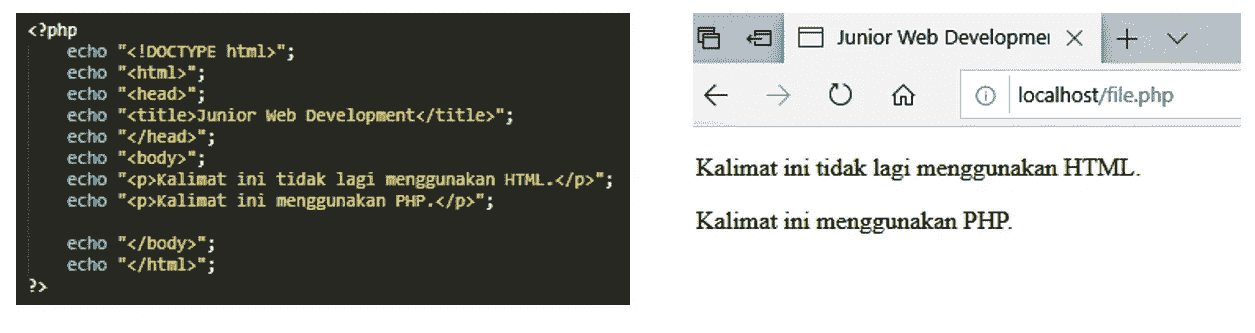 <?php
echo "<!DOCTYPE html>";
echo "<html>";
echo "<head>";
echo "<title>Junior Web Development</title>";
echo "</head>";
echo "<body>";
echo "<p>Kalimat ini tidak lagi menggunakan HTML.</p>";
echo "<p>Kalimat ini menggunakan PHP.</p>";
echo "</body>";
echo "</html>";
?>
Junior Web Developmen
localhost/file.php
Kalimat ini tidak lagi menggunakan HTML.
Kalimat ini menggunakan PHP.